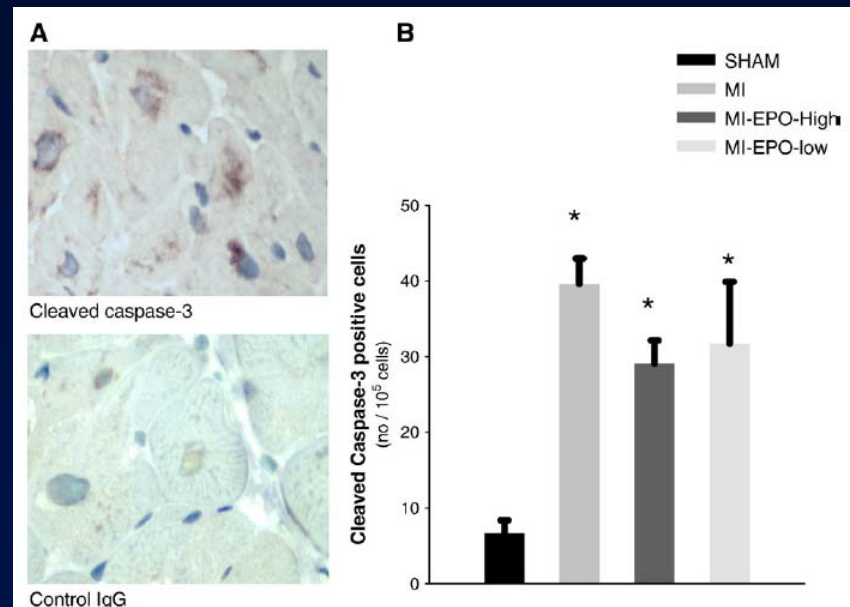 A
Cleaved caspase-3
Control IgG
B
SHAM
MI
MI-EPO-High
MI-EPO-low
Cleaved Caspase-3 positive cells
(no / 10⁵ cells)
50
40
30
20
10
0
*
*
*